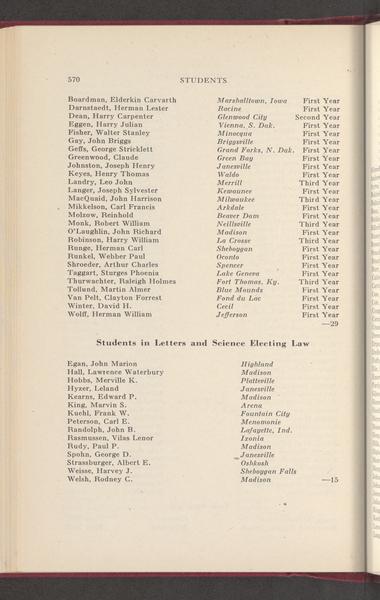 570 STUDENTS
Boardman, Elderkin Carvarth Marshalltown, Iowa First Year
Darnstaedt, Herman Lester Racine First Year
Dean, Harry Carpenter Glenwood City Second Year
Eggen, Harry Julian Vienna, S. Dak. First Year
Fisher, Walter Stanley Minocqua First Year
Gay, John Briggs Briggsville First Year
Geffs, George Stricklett Grand Forks, N. Dak. First Year
Greenwood, Claude Green Bay First Year
Johnston, Joseph Henry Janesville First Year
Keyes, Henry Thomas Waldo First Year
Landry, Leo John Merrill Third Year
Langer, Joseph Sylvester Kewaunee First Year
MacQuaid, John Harrison Milwaukee Third Year
Mikkelson, Carl Francis Arkdale First Year
Molzow, Reinhold Beaver Dam First Year
Monk, Robert William Neillsville Third Year
O'Laughlin, John Richard Madison First Year
Robinson, Harry William La Crosse Third Year
Runge, Herman Carl Sheboygan First Year
Runkel, Webber Paul Oconto First Year
Shroeder, Arthur Charles Spencer First Year
Taggart, Sturges Phoenia Lake Geneva First Year
Thurwachter, Raleigh Holmes Fort Thomas, Ky. Third Year
Tollund, Martin Almer Blue Mounds First Year
Van Pelt, Clayton Forrest Fond du Lac First Year
Winter, David H. Cecil First Year
Wolff, Herman William Jefferson First Year
—29
Students in Letters and Science Electing Law
Egan, John Marion Highland
Hall, Lawrence Waterbury Madison
Hobbs, Merville K. Platteville
Hyzer, Leland Janesville
Kearns, Edward P. Madison
King, Marvin S. Arena
Kuehl, Frank W. Fountain City
Peterson, Carl E. Menomonie
Randolph, John B. Lafayette, Ind.
Rasmussen, Vilas Lenor Ixonia
Rudy, Paul P. Madison
Spohn, George D. Janesville
Strassburger, Albert E. Oshkosh
Weisse, Harvey J. Sheboygan Falls
Welsh, Rodney C. Madison —15